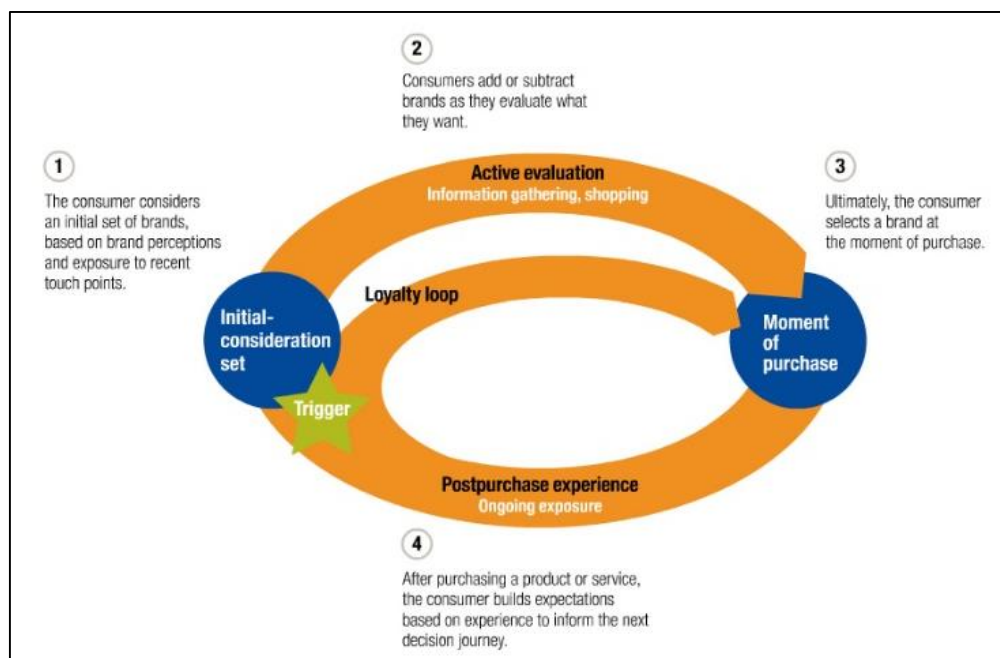 1
The consumer considers
an initial set of brands,
based on brand perceptions
and exposure to recent
touch points.
2
Consumers add or subtract
brands as they evaluate what
they want.
3
Ultimately, the consumer
selects a brand at
the moment of purchase.
Active evaluation
Information gathering, shopping
Loyalty loop
Initial-
consideration
set
Trigger
Moment
of
purchase
Postpurchase experience
Ongoing exposure
4
After purchasing a product or service,
the consumer builds expectations
based on experience to inform the next
decision journey.